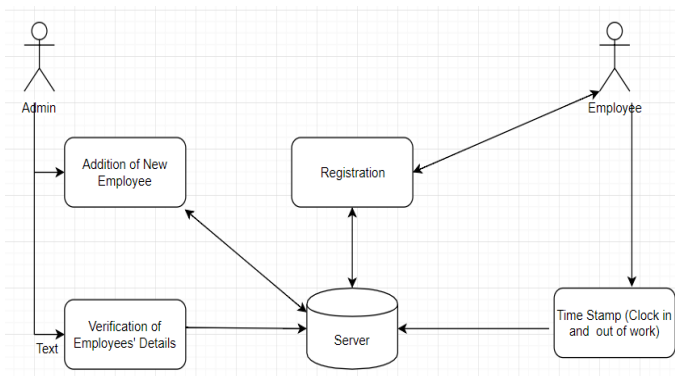 Admin
Employee
Addition of New
Employee
Registration
Verification of
Employees' Details
Text
Server
Time Stamp (Clock in
and out of work)